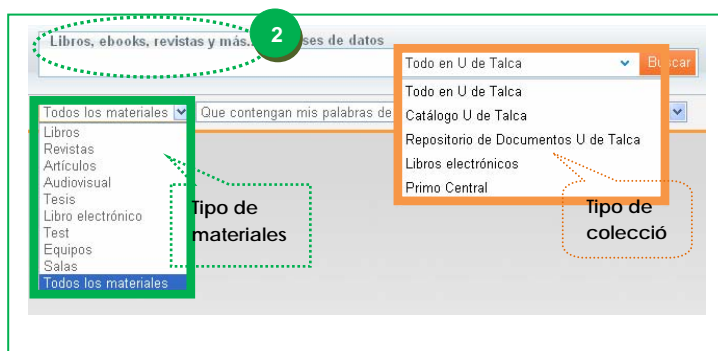 Libros, ebooks, revistas y más..
2
ses de datos
Todo en U de Talca
Buscar
Todo en U de Talca
Catálogo U de Talca
Repositorio de Documentos U de Talca
Libros electrónicos
Primo Central
Todos los materiales
Que contengan mis palabras de
Libros
Revistas
Artículos
Audiovisual
Tesis
Libro electrónico
Test
Equipos
Salas
Todos los materiales
Tipo de
materiales
Tipo de
colecció